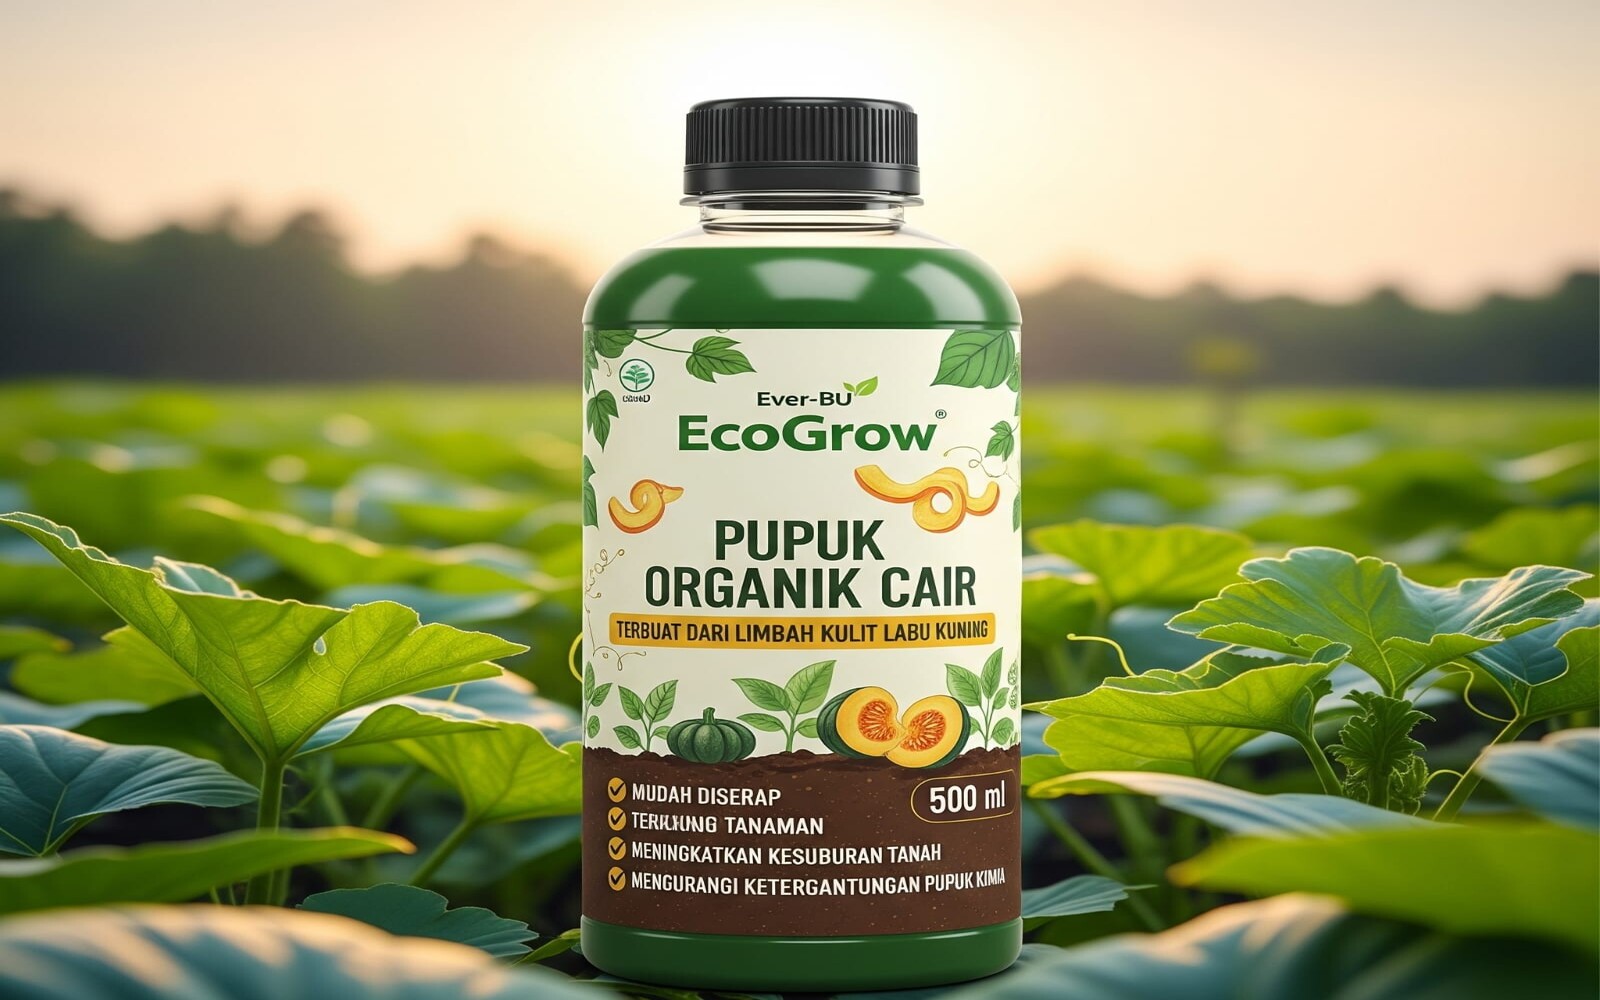 Ever-BU
EcoGrow®
PUPUK
ORGANIK CAIR
TERBUAT DARI LIMBAH KULIT LABU KUNING
MUDAH DISERAP
500 ml
TANAMAN
MENINGKATKAN KESUBURAN TANAH
MENGURANGI KETERGANTUNGAN PUPUK KIMIA